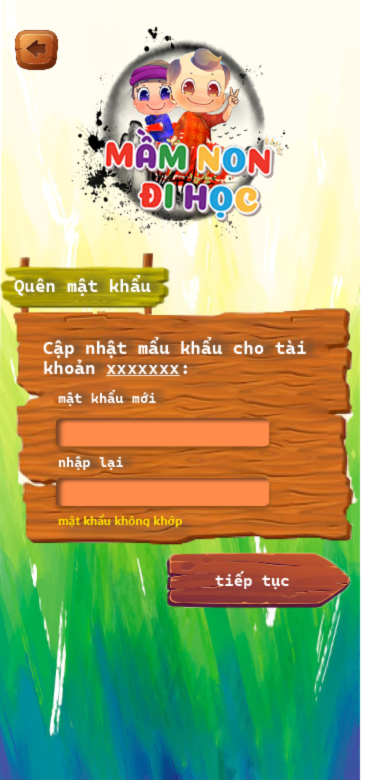 MẦM NON
ĐI HỌC
Quên mật khẩu
Cập nhật mẩu khẩu cho tài
khoản xxxxxxx:
mật khẩu mới
nhập lại
mật khẩu không khớp
tiếp tục